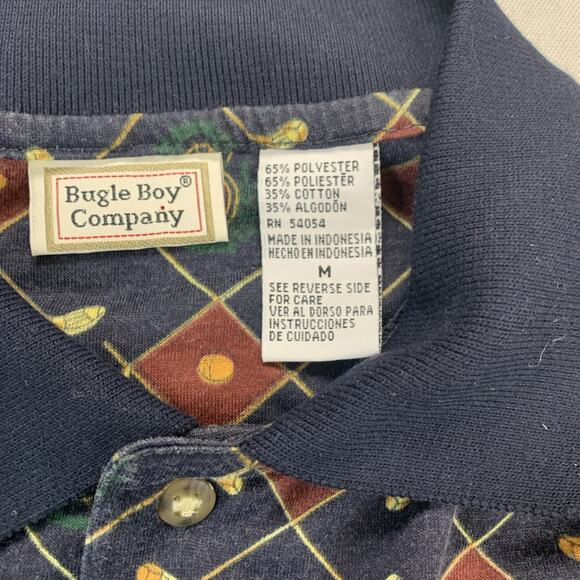 Bugle Boy®
Company
65% POLYESTER
65% POLIESTER
35% COTTON
35% ALGODÓN
RN 54054
MADE IN INDONESIA
HECHO EN INDONESIA
M
SEE REVERSE SIDE
FOR CARE
VER AL DORSO PARA
INSTRUCCIONES
DE CUIDADO